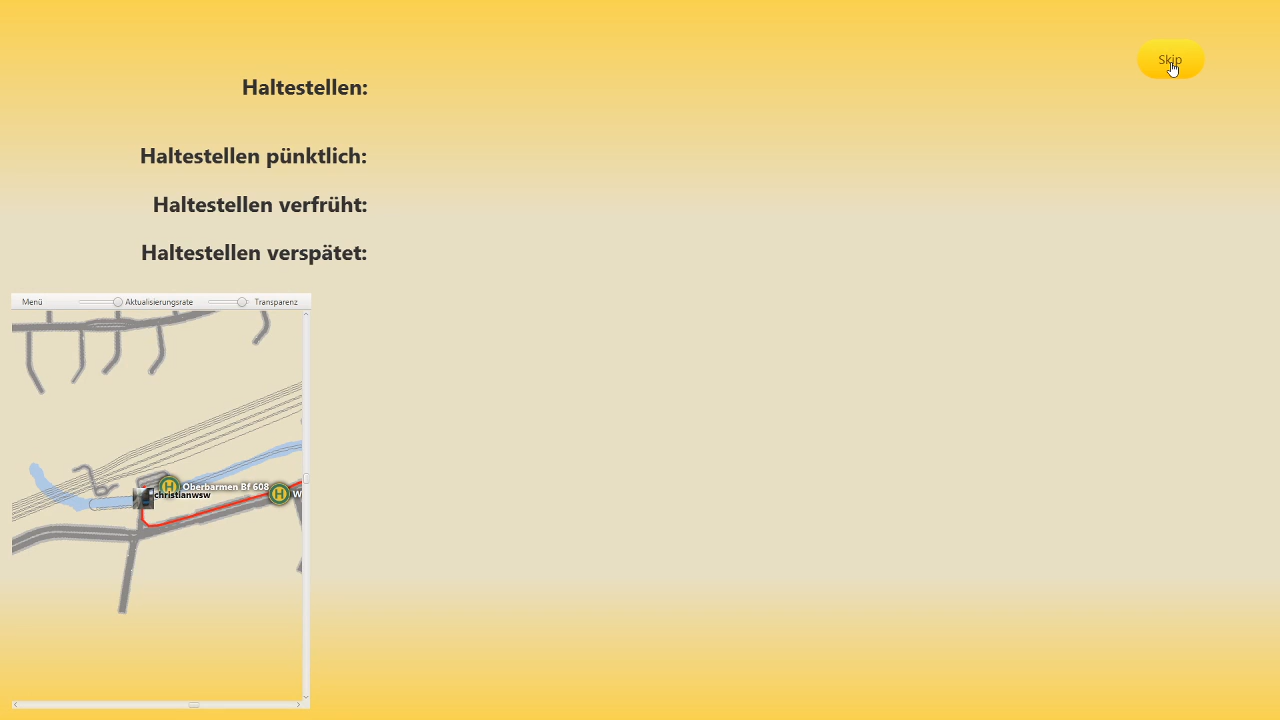 Skip
Haltestellen:
Haltestellen pünktlich:
Haltestellen verfrüht:
Haltestellen verspätet:
Menü Aktualisierungsrate Transparenz
H Oberbarmen Bf 608
christianwsw
H W